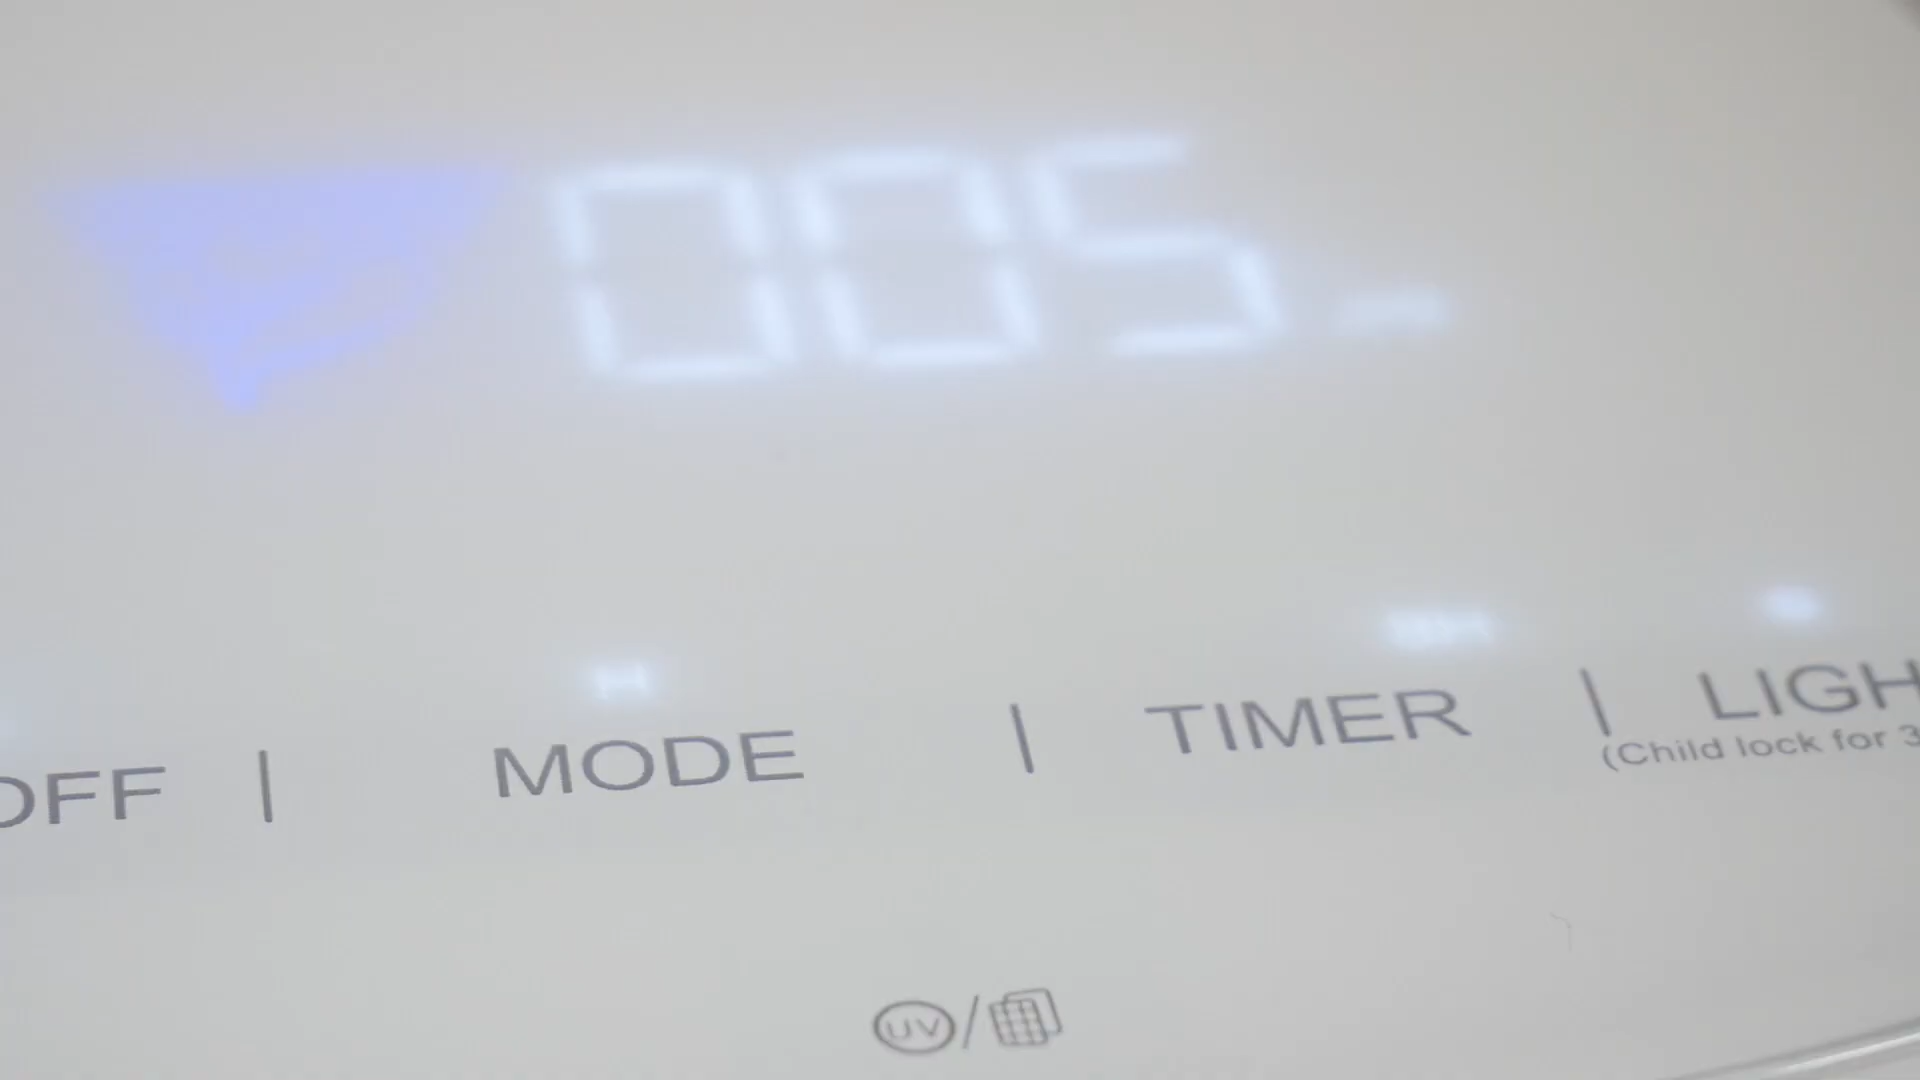 005
OFF | MODE | TIMER | LIGH
(Child lock for 3
UV/